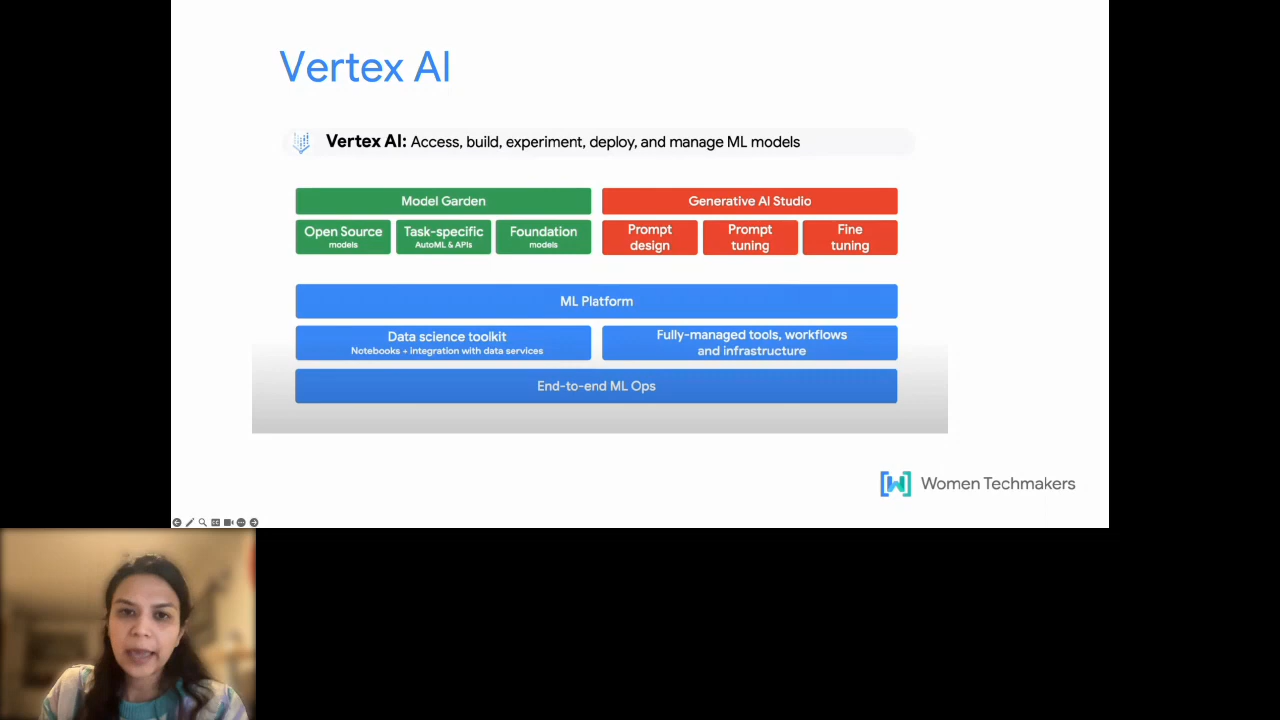 Vertex AI
Vertex AI: Access, build, experiment, deploy, and manage ML models
Model Garden
Generative AI Studio
Open Source
models
Task-specific
AutoML & APIs
Foundation
models
Prompt
design
Prompt
tuning
Fine
tuning
ML Platform
Data science toolkit
Notebooks + integration with data services
Fully-managed tools, workflows
and infrastructure
End-to-end ML Ops
[W] Women Techmakers